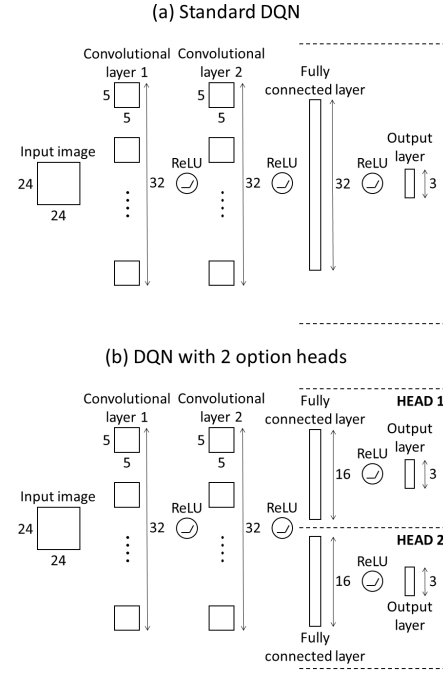 (a) Standard DQN
Convolutional layer 1
Convolutional layer 2
Fully connected layer
Output layer
Input image
24
24
5
5
32
ReLU
5
5
32
ReLU
32
ReLU
3
(b) DQN with 2 option heads
Convolutional layer 1
Convolutional layer 2
Fully connected layer
HEAD 1
Output layer
Input image
24
24
5
5
32
ReLU
5
5
32
ReLU
16
ReLU
3
HEAD 2
16
ReLU
3
Output layer
Fully connected layer